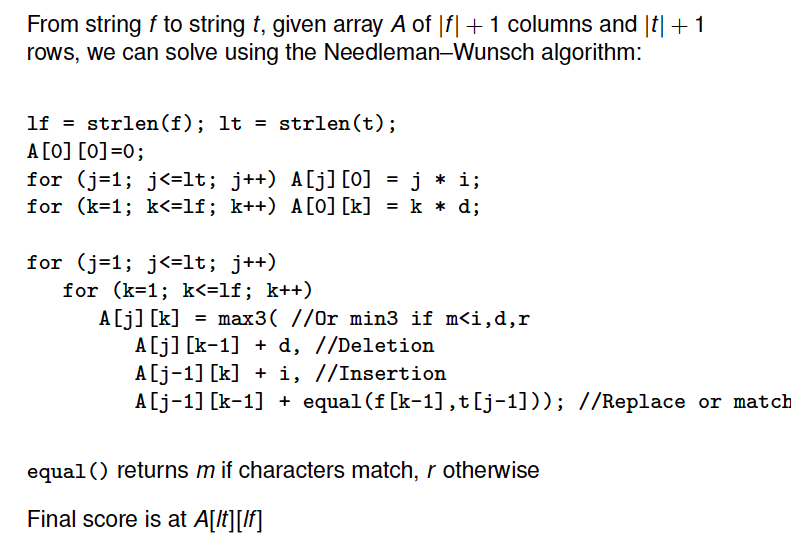 From string f to string t, given array A of |f| + 1 columns and |t| + 1
rows, we can solve using the Needleman–Wunsch algorithm:
lf = strlen(f); lt = strlen(t);
A[0][0]=0;
for (j=1; j<=lt; j++) A[j][0] = j * i;
for (k=1; k<=lf; k++) A[0][k] = k * d;
for (j=1; j<=lt; j++)
for (k=1; k<=lf; k++)
A[j][k] = max3( //Or min3 if m<i,d,r
A[j][k-1] + d, //Deletion
A[j-1][k] + i, //Insertion
A[j-1][k-1] + equal(f[k-1],t[j-1])); //Replace or match
equal() returns m if characters match, r otherwise
Final score is at A[lt][lf]